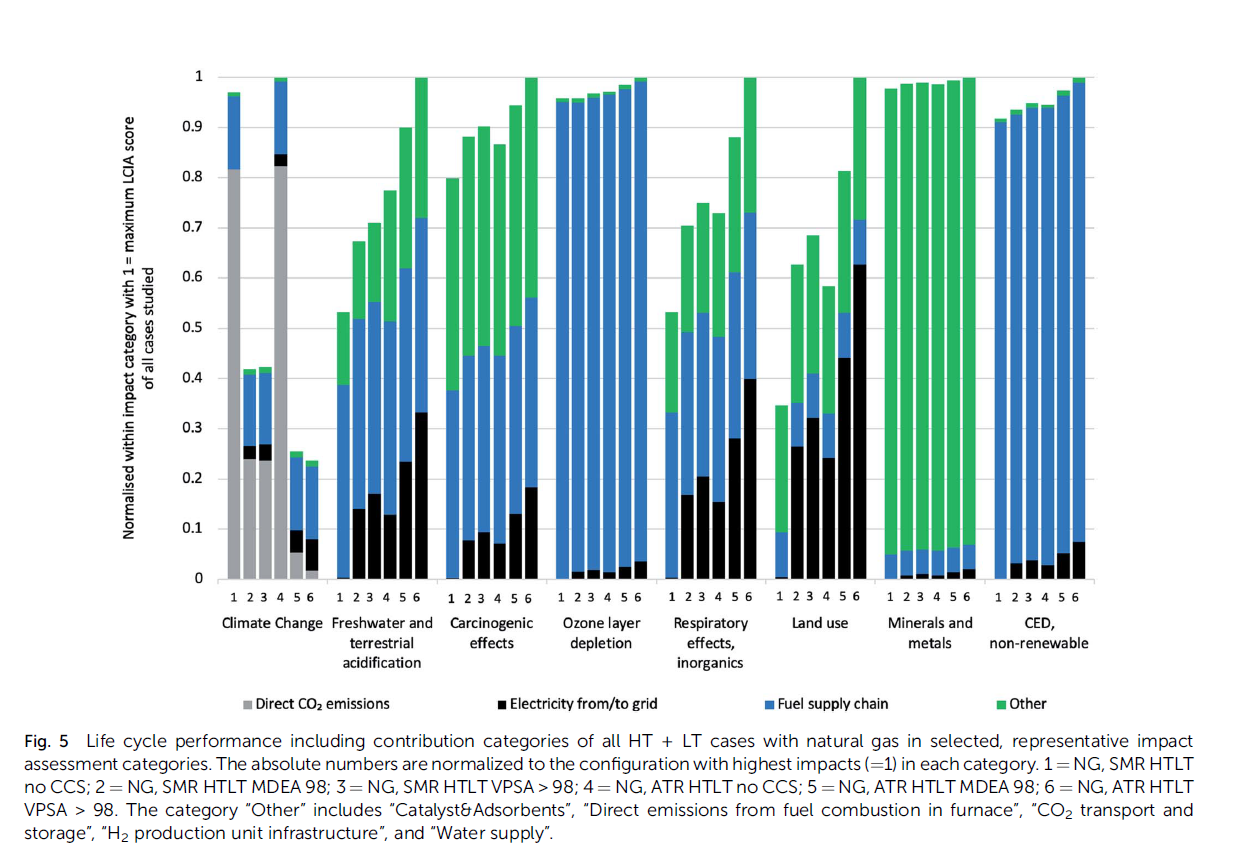 Normalised within impact category with 1 = maximum LCIA score
of all cases studied
1
0.9
0.8
0.7
0.6
0.5
0.4
0.3
0.2
0.1
0
1 2 3 4 5 6 1 2 3 4 5 6 1 2 3 4 5 6 1 2 3 4 5 6 1 2 3 4 5 6 1 2 3 4 5 6 1 2 3 4 5 6 1 2 3 4 5 6
Climate Change
Freshwater and
terrestrial
acidification
Carcinogenic
effects
Ozone layer
depletion
Respiratory
effects,
inorganics
Land use
Minerals and
metals
CED,
non-renewable
Direct CO₂ emissions
Electricity from/to grid
Fuel supply chain
Other
Fig. 5 Life cycle performance including contribution categories of all HT + LT cases with natural gas in selected, representative impact
assessment categories. The absolute numbers are normalized to the configuration with highest impacts (=1) in each category. 1 = NG, SMR HTLT
no CCS; 2 = NG, SMR HTLT MDEA 98; 3 = NG, SMR HTLT VPSA > 98; 4 = NG, ATR HTLT no CCS; 5 = NG, ATR HTLT MDEA 98; 6 = NG, ATR HTLT
VPSA > 98. The category "Other" includes "Catalyst&Adsorbents", "Direct emissions from fuel combustion in furnace", "CO₂ transport and
storage", "H₂ production unit infrastructure", and "Water supply".